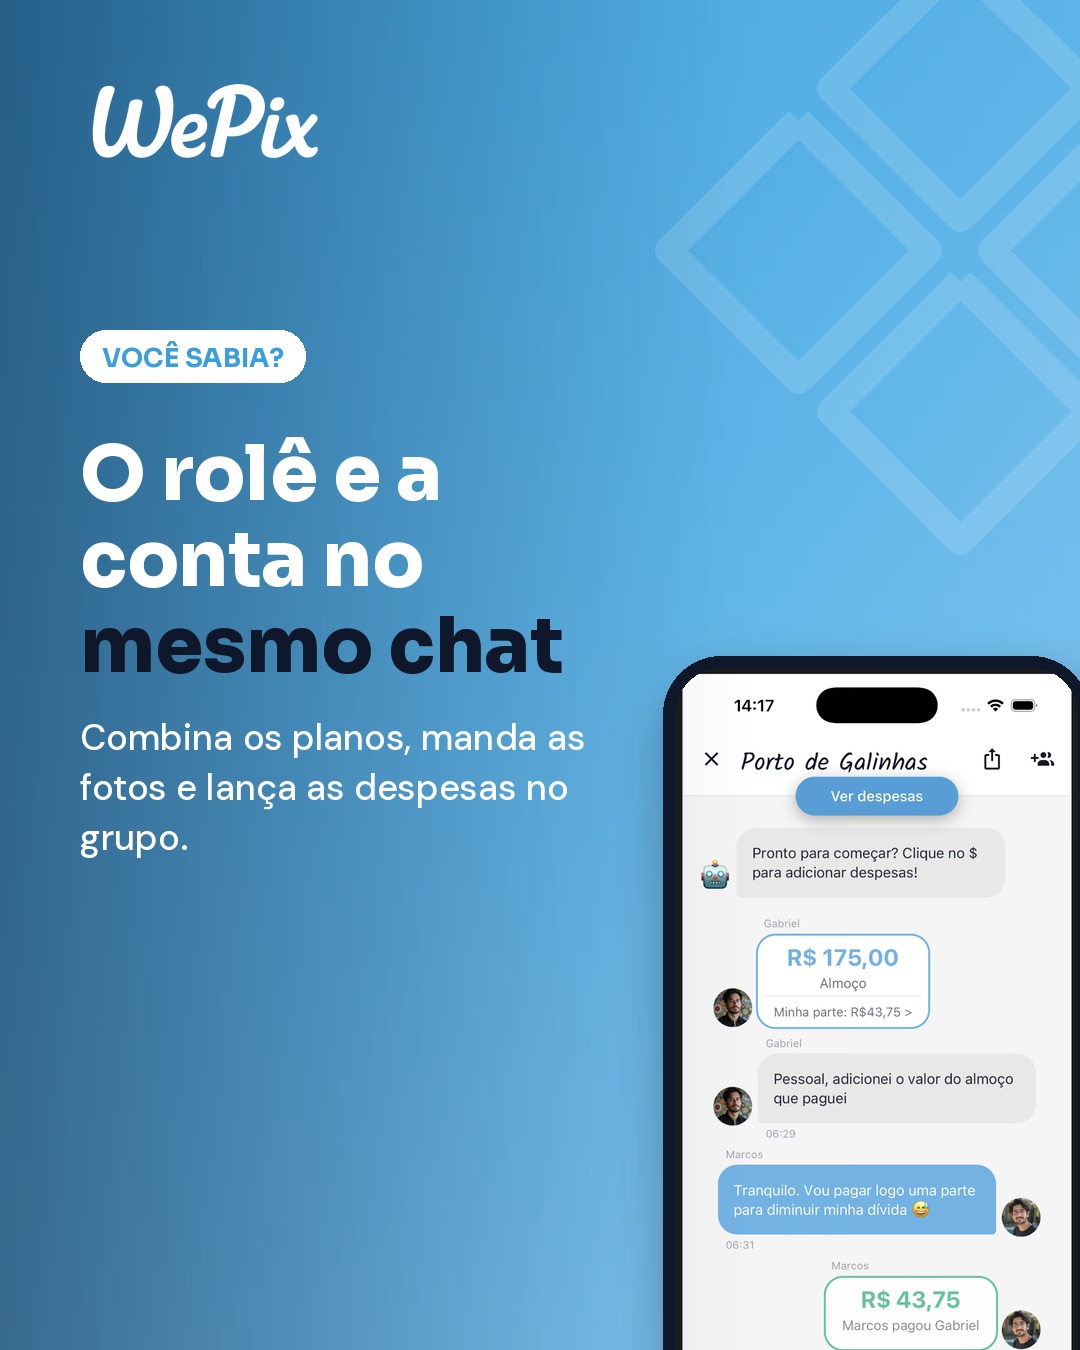 WePix
VOCÊ SABIA?
O rolê e a
conta no
mesmo chat
Combina os planos, manda as
fotos e lança as despesas no
grupo.
14:17
Porto de Galinhas
Ver despesas
Pronto para começar? Clique no $
para adicionar despesas!
Gabriel
R$ 175,00
Almoço
Minha parte: R$43,75 >
Gabriel
Pessoal, adicionei o valor do almoço
que paguei
06:29
Marcos
Tranquilo. Vou pagar logo uma parte
para diminuir minha dívida 😅
06:31
Marcos
R$ 43,75
Marcos pagou Gabriel